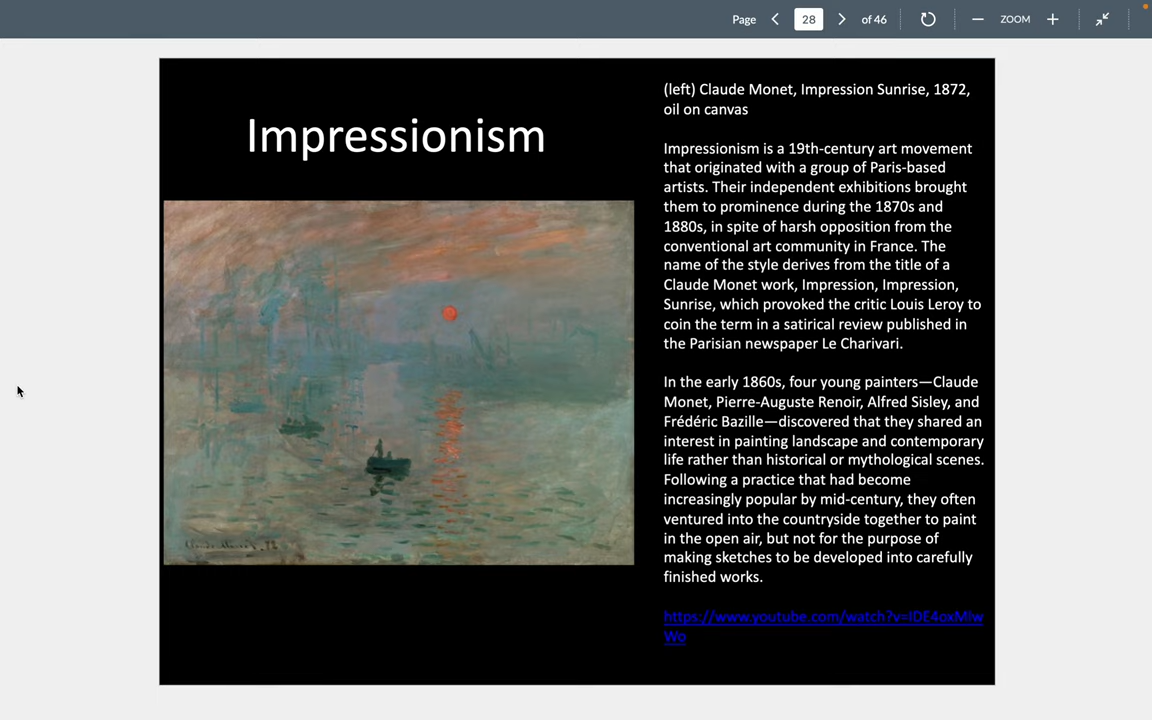 Page 28 of 46 ZOOM
Impressionism
(left) Claude Monet, Impression Sunrise, 1872,
oil on canvas
Impressionism is a 19th-century art movement
that originated with a group of Paris-based
artists. Their independent exhibitions brought
them to prominence during the 1870s and
1880s, in spite of harsh opposition from the
conventional art community in France. The
name of the style derives from the title of a
Claude Monet work, Impression, Impression,
Sunrise, which provoked the critic Louis Leroy to
coin the term in a satirical review published in
the Parisian newspaper Le Charivari.
In the early 1860s, four young painters—Claude
Monet, Pierre-Auguste Renoir, Alfred Sisley, and
Frédéric Bazille—discovered that they shared an
interest in painting landscape and contemporary
life rather than historical or mythological scenes.
Following a practice that had become
increasingly popular by mid-century, they often
ventured into the countryside together to paint
in the open air, but not for the purpose of
making sketches to be developed into carefully
finished works.
Wo